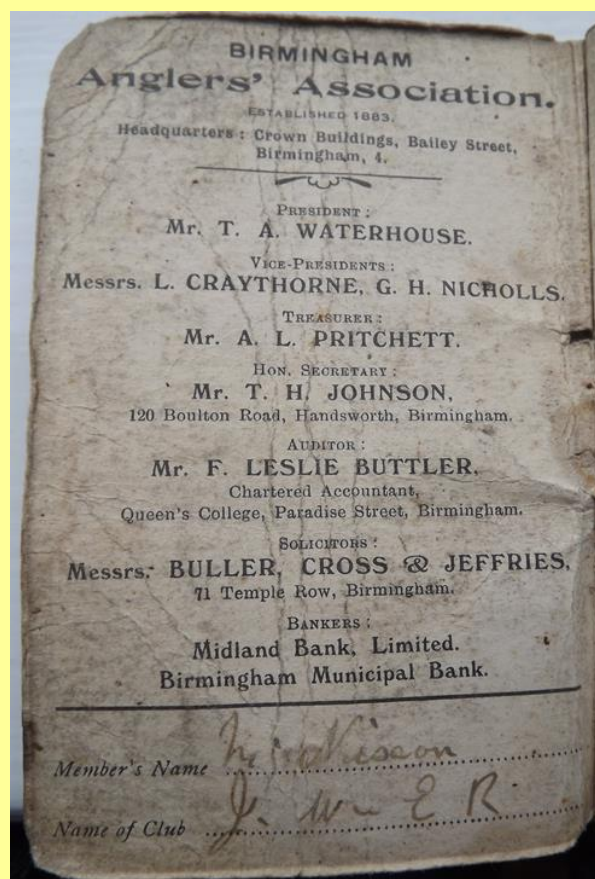 BIRMINGHAM
Anglers' Association.
ESTABLISHED 1883.
Headquarters : Crown Buildings, Bailey Street,
Birmingham, 4.
PRESIDENT :
Mr. T. A. WATERHOUSE.
VICE-PRESIDENTS :
Messrs. L. CRAYTHORNE, G. H. NICHOLLS.
TREASURER :
Mr. A. L. PRITCHETT.
HON. SECRETARY :
Mr. T. H. JOHNSON,
120 Boulton Road, Handsworth, Birmingham.
AUDITOR :
Mr. F. LESLIE BUTTLER,
Chartered Accountant,
Queen's College, Paradise Street, Birmingham.
SOLICITORS :
Messrs. BULLER, CROSS & JEFFRIES,
71 Temple Row, Birmingham.
BANKERS :
Midland Bank, Limited.
Birmingham Municipal Bank.
Member's Name
Name of Club J. W E R